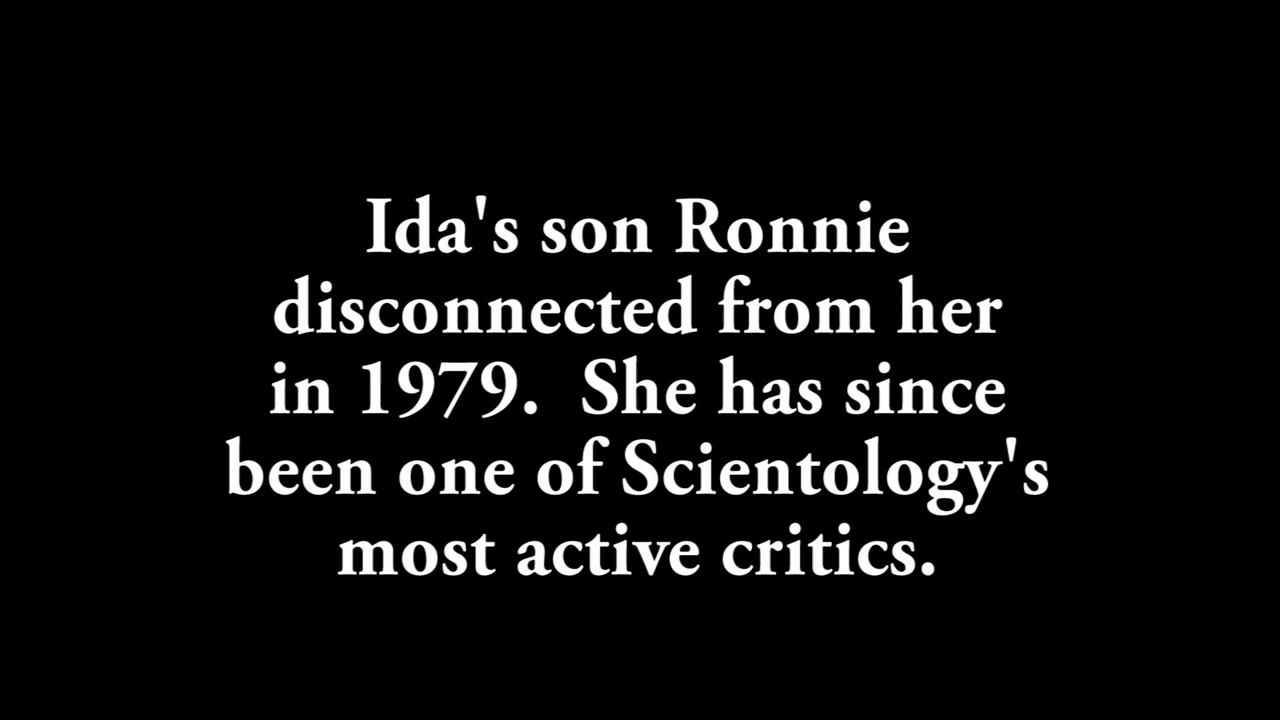 Ida's son Ronnie
disconnected from her
in 1979.  She has since
been one of Scientology's
most active critics.